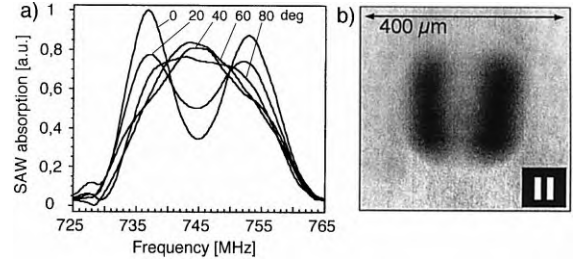 a)
0 20 40 60 80 deg
SAW absorption [a.u.]
1
0,8
0,6
0,4
0,2
0
725 735 745 755 765
Frequency [MHz]
b)
400 µm